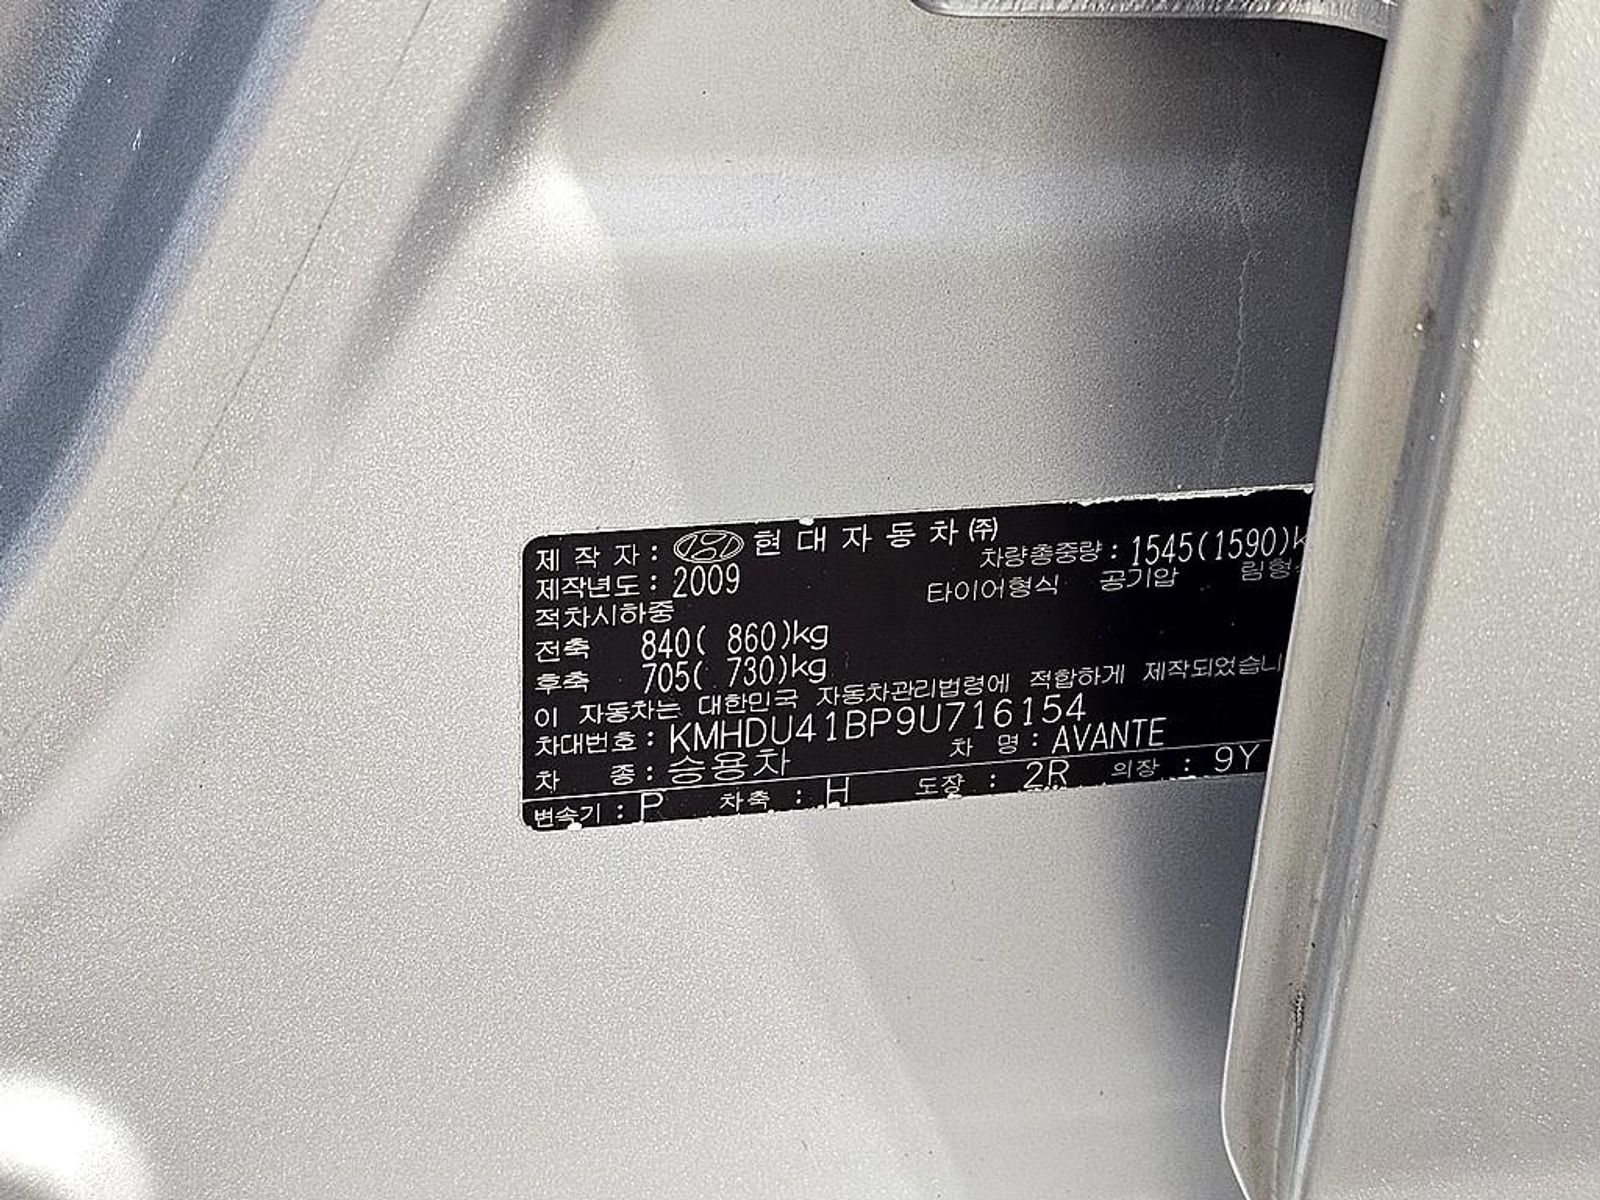 제 작 자 : 현 대 자 동 차 ㈜ 차량총중량 : 1545(1590)k
제작년도 : 2009 타이어형식 공기압 림형
적차시하중
전축 840( 860)kg
후축 705( 730)kg
이 자동차는 대한민국 자동차관리법령에 적합하게 제작되었습니
차대번호 : KMHDU41BP9U716154
차 종 : 승용차 차 명 : AVANTE
변속기 : P 차축 : H 도장 : 2R 의장 : 9Y